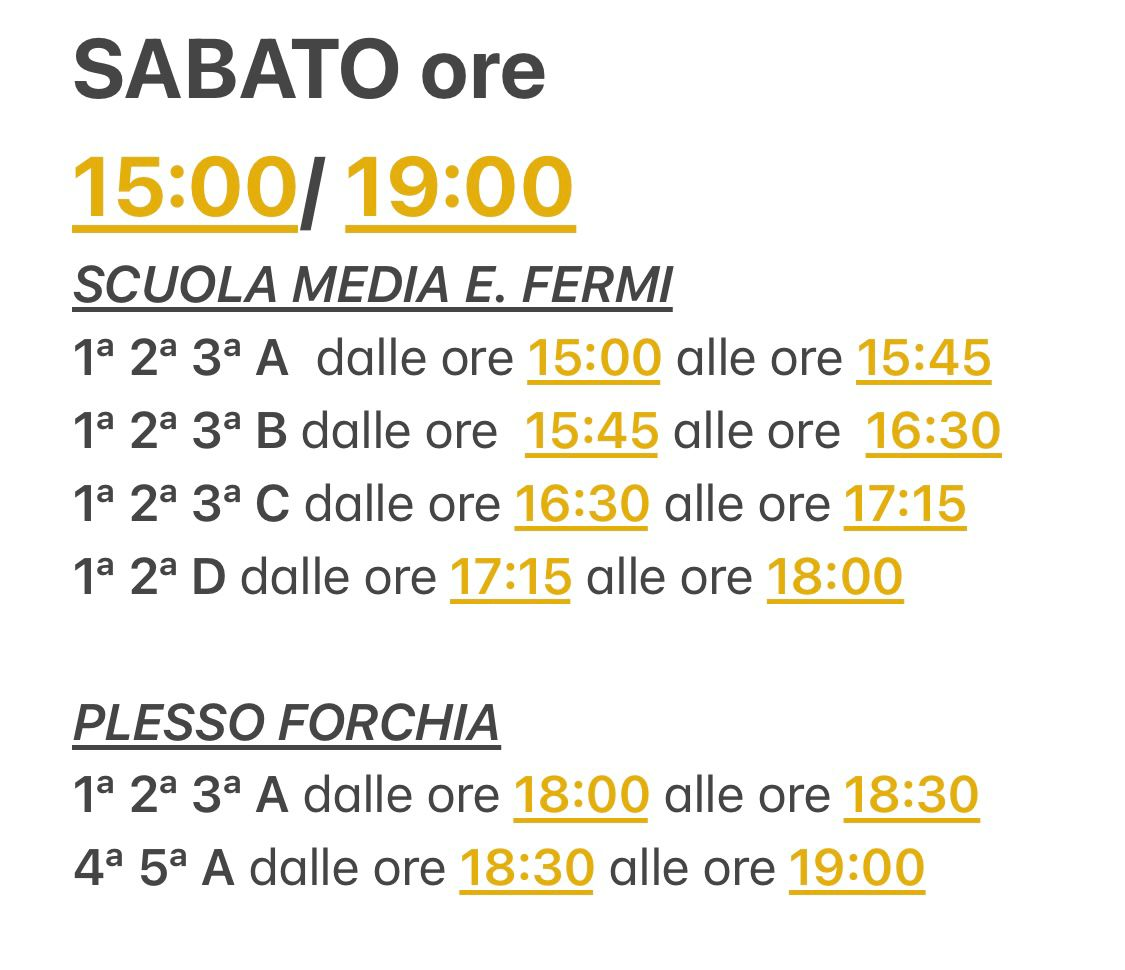 SABATO ore
15:00/ 19:00
SCUOLA MEDIA E. FERMI
1ª 2ª 3ª A  dalle ore 15:00 alle ore 15:45
1ª 2ª 3ª B dalle ore  15:45 alle ore  16:30
1ª 2ª 3ª C dalle ore 16:30 alle ore 17:15
1ª 2ª D dalle ore 17:15 alle ore 18:00
PLESSO FORCHIA
1ª 2ª 3ª A dalle ore 18:00 alle ore 18:30
4ª 5ª A dalle ore 18:30 alle ore 19:00